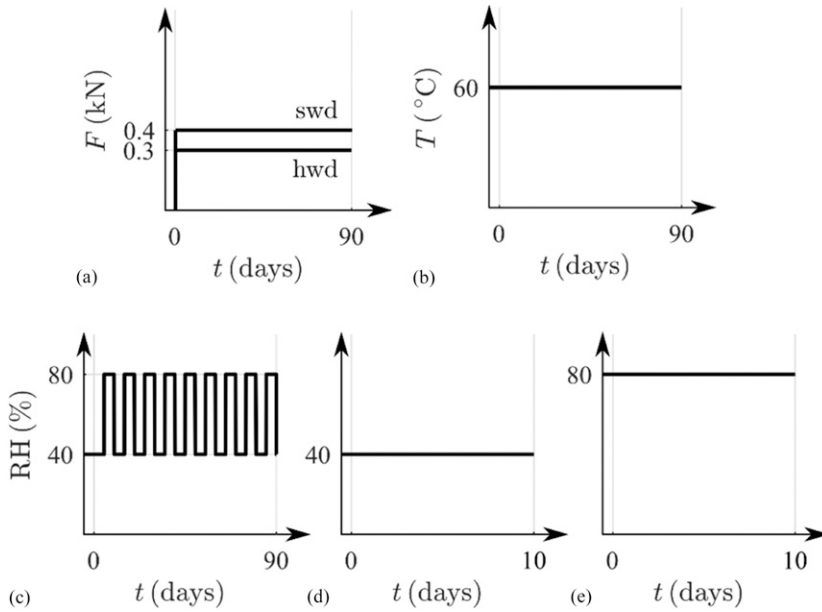 F (kN)
0.4
0.3
swd
hwd
0
90
t (days)
(a)
T (°C)
60
0
90
t (days)
(b)
RH (%)
80
40
0
90
t (days)
(c)
40
0
10
t (days)
(d)
80
0
10
t (days)
(e)